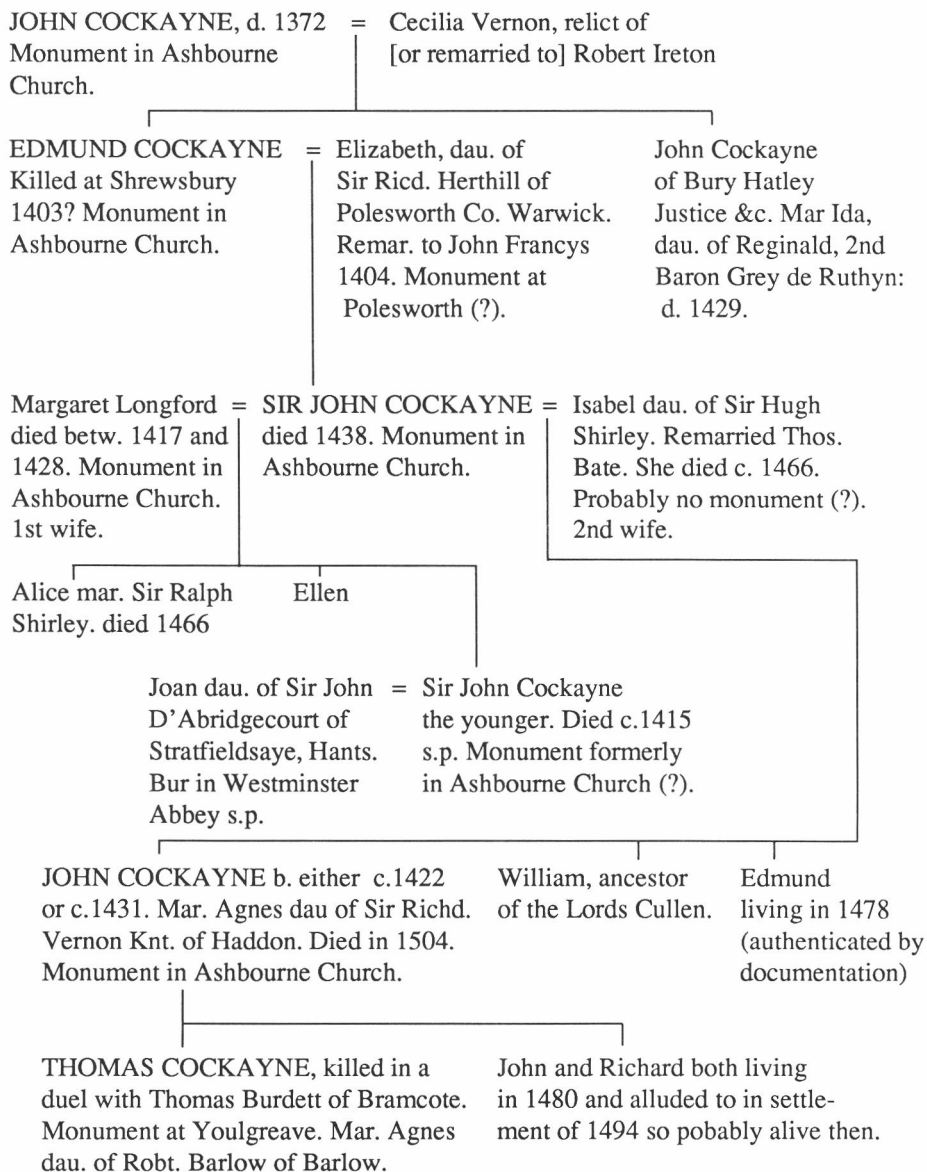 JOHN COCKAYNE, d. 1372 = Cecilia Vernon, relict of
Monument in Ashbourne [or remarried to] Robert Ireton
Church.
EDMUND COCKAYNE = Elizabeth, dau. of John Cockayne
Killed at Shrewsbury Sir Ricd. Herthill of of Bury Hatley
1403? Monument in Polesworth Co. Warwick. Justice &c. Mar Ida,
Ashbourne Church. Remar. to John Francys dau. of Reginald, 2nd
1404. Monument at Baron Grey de Ruthyn:
Polesworth (?). d. 1429.
Margaret Longford = SIR JOHN COCKAYNE = Isabel dau. of Sir Hugh
died betw. 1417 and died 1438. Monument in Shirley. Remarried Thos.
1428. Monument in Ashbourne Church. Bate. She died c. 1466.
Ashbourne Church. Probably no monument (?).
1st wife. 2nd wife.
Alice mar. Sir Ralph Ellen
Shirley. died 1466
Joan dau. of Sir John = Sir John Cockayne
D'Abridgecourt of the younger. Died c.1415
Stratfieldsaye, Hants. s.p. Monument formerly
Bur in Westminster in Ashbourne Church (?).
Abbey s.p.
JOHN COCKAYNE b. either c.1422 William, ancestor Edmund
or c.1431. Mar. Agnes dau of Sir Richd. of the Lords Cullen. living in 1478
Vernon Knt. of Haddon. Died in 1504. (authenticated by
Monument in Ashbourne Church. documentation)
THOMAS COCKAYNE, killed in a John and Richard both living
duel with Thomas Burdett of Bramcote. in 1480 and alluded to in settle-
Monument at Youlgreave. Mar. Agnes ment of 1494 so pobably alive then.
dau. of Robt. Barlow of Barlow.